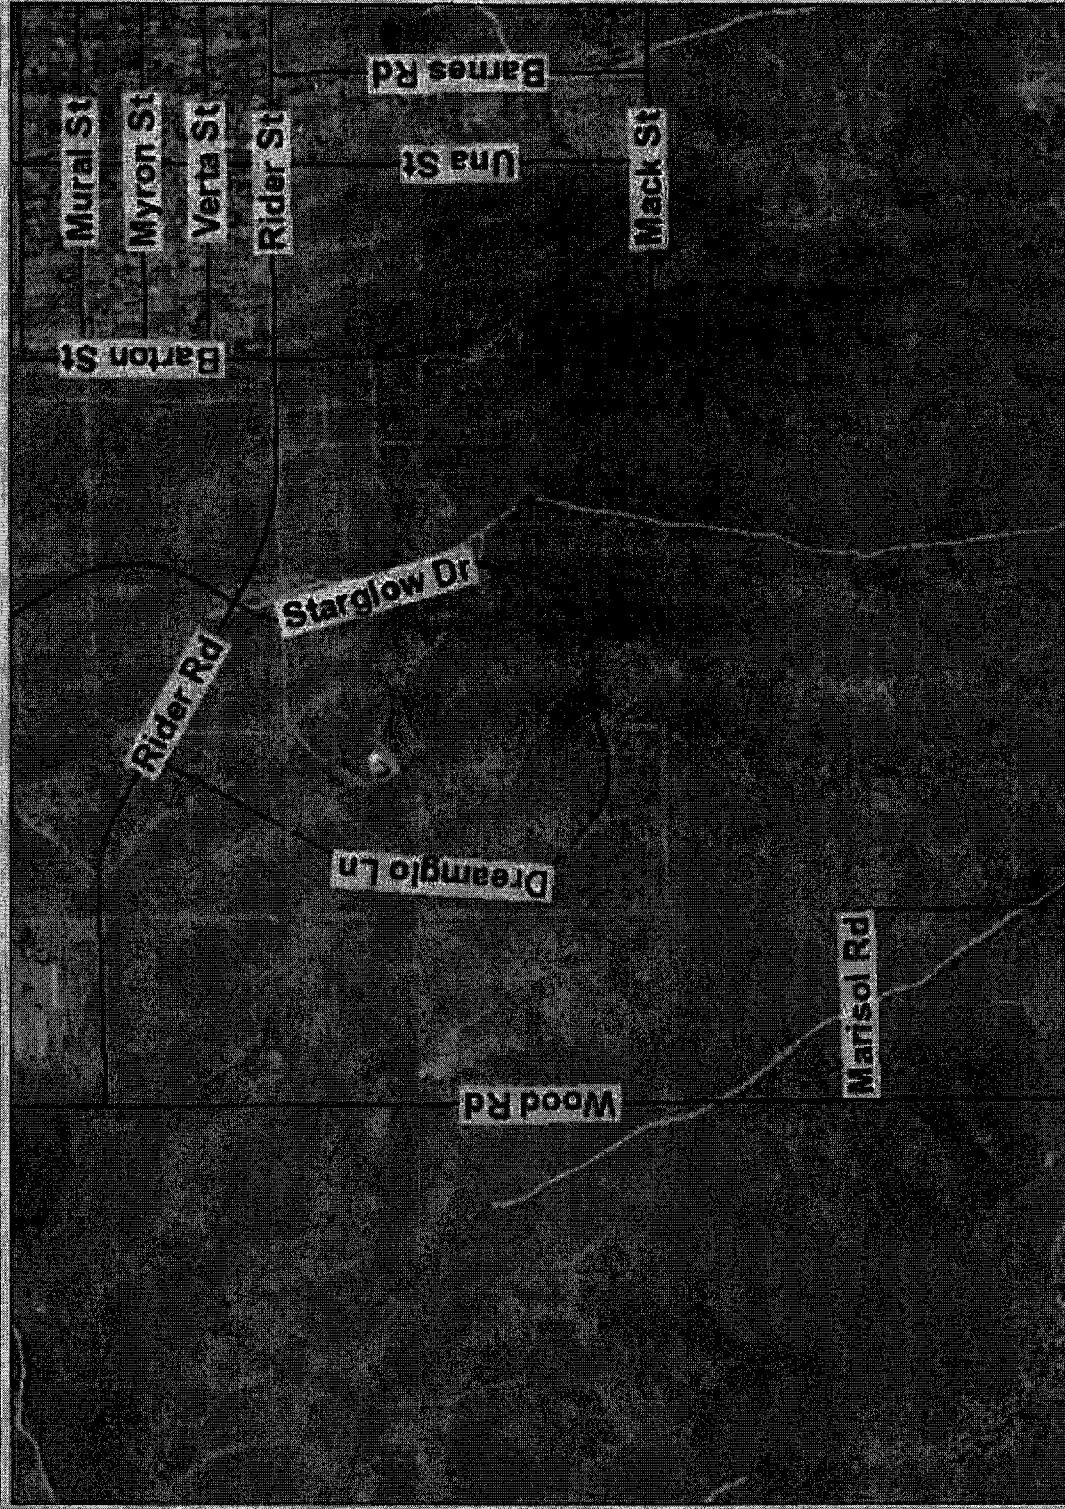 Barnes Rd
Mural St
Myron St
Verta St
Rider St
Una St
Mack St
Barton St
Starglow Dr
Rider Rd
Dreamglo Ln
Marisol Rd
Wood Rd